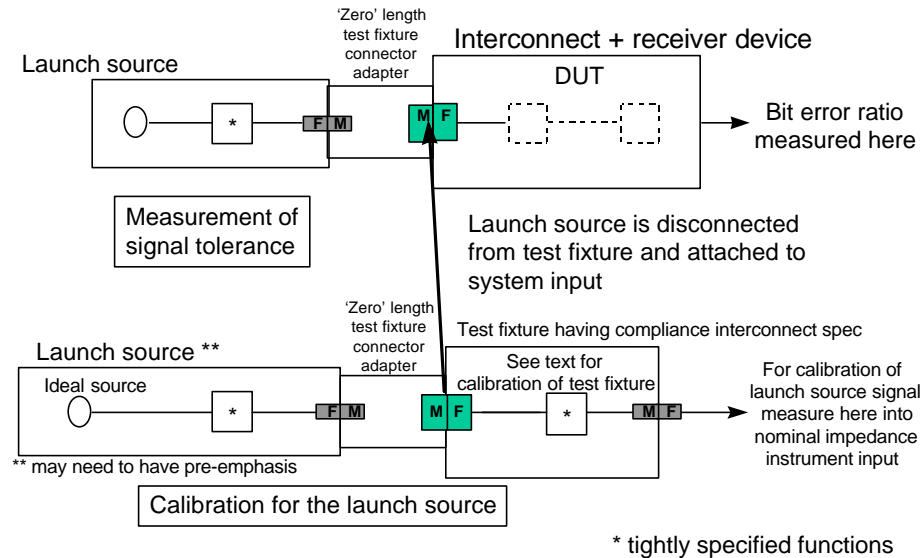 'Zero' length
test fixture
connector
adapter
Interconnect + receiver device
Launch source
DUT
*
F M
M F
Bit error ratio
measured here
Measurement of
signal tolerance
Launch source is disconnected
from test fixture and attached to
system input
'Zero' length
test fixture
connector
adapter
Test fixture having compliance interconnect spec
Launch source **
Ideal source
See text for
calibration of test fixture
*
F M
M F
*
M F
For calibration of
launch source signal
measure here into
nominal impedance
instrument input
** may need to have pre-emphasis
Calibration for the launch source
* tightly specified functions